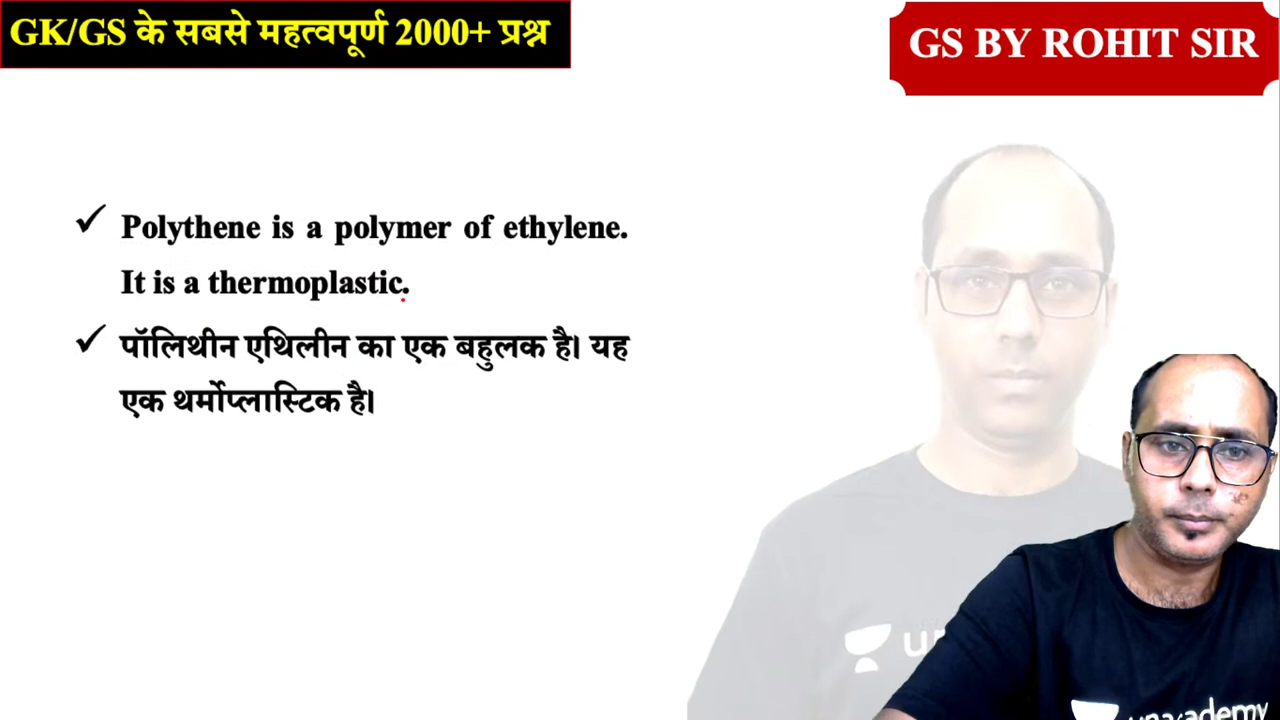 GK/GS के सबसे महत्वपूर्ण 2000+ प्रश्न
GS BY ROHIT SIR
✓ Polythene is a polymer of ethylene.
It is a thermoplastic.
✓ पॉलिथीन एथिलीन का एक बहुलक है। यह
एक थर्मोप्लास्टिक है।
unacademy